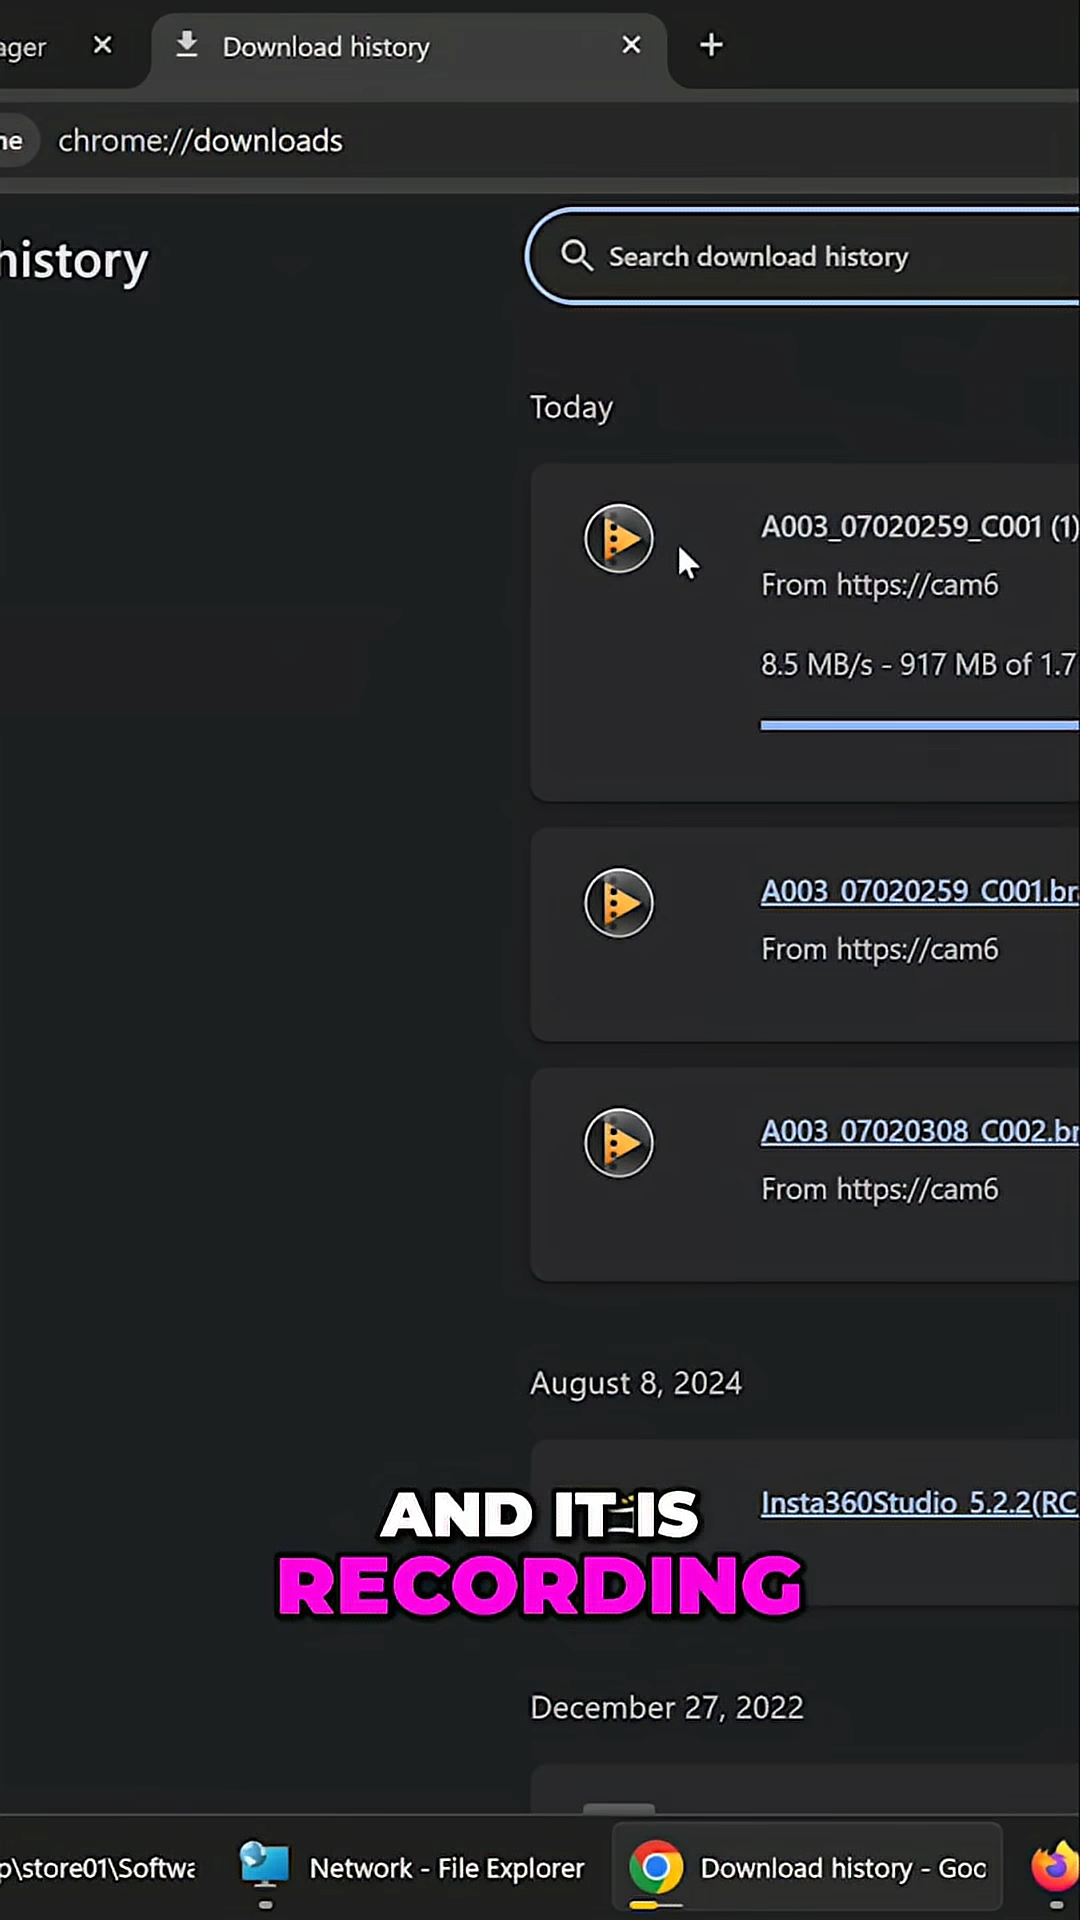 ager
Download history
ne
chrome://downloads
history
Search download history
Today
A003_07020259_C001 (1)
From https://cam6
8.5 MB/s - 917 MB of 1.7
A003_07020259_C001.br
From https://cam6
A003_07020308_C002.br
From https://cam6
August 8, 2024
Insta360Studio_5.2.2(RC
AND IT IS
RECORDING
December 27, 2022
p\store01\Softwa
Network - File Explorer
Download history - Goo